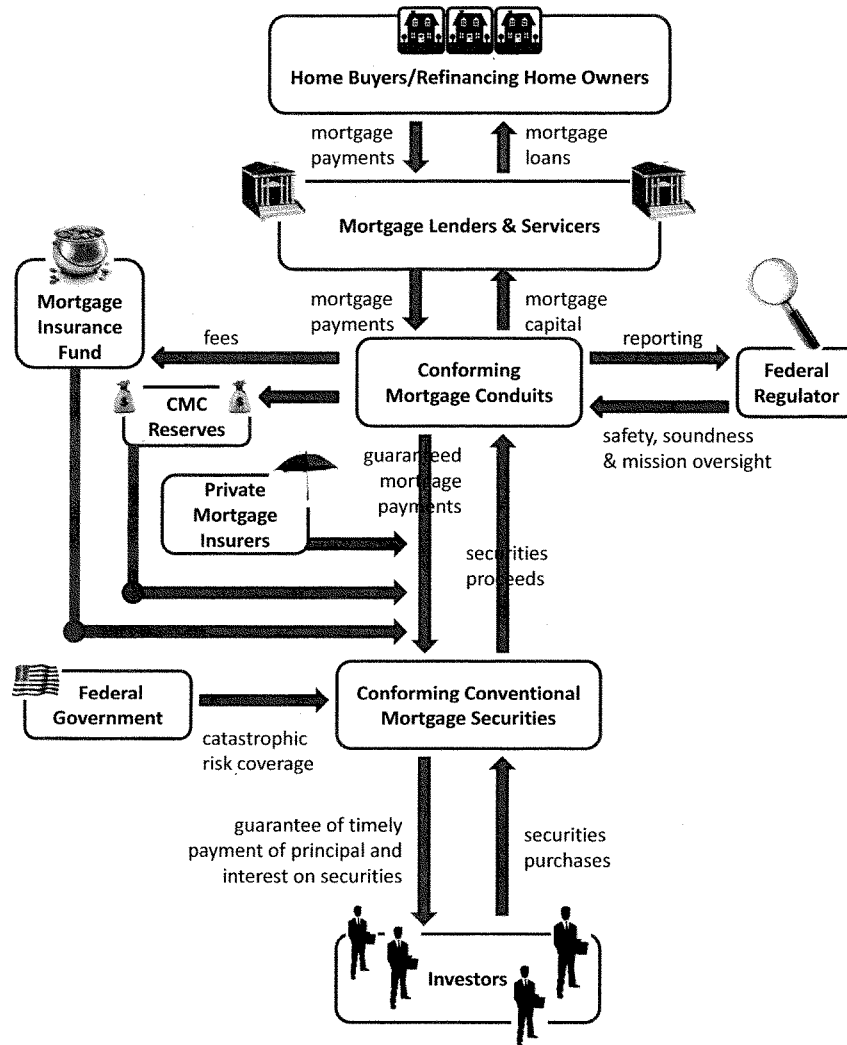 Home Buyers/Refinancing Home Owners
mortgage
payments
mortgage
loans
Mortgage Lenders & Servicers
mortgage
payments
mortgage
capital
Mortgage
Insurance
Fund
fees
Conforming
Mortgage Conduits
reporting
Federal
Regulator
safety, soundness
& mission oversight
$
CMC
Reserves
$
guaranteed
mortgage
payments
Private
Mortgage
Insurers
securities
proceeds
Federal
Government
catastrophic
risk coverage
Conforming Conventional
Mortgage Securities
guarantee of timely
payment of principal and
interest on securities
securities
purchases
Investors